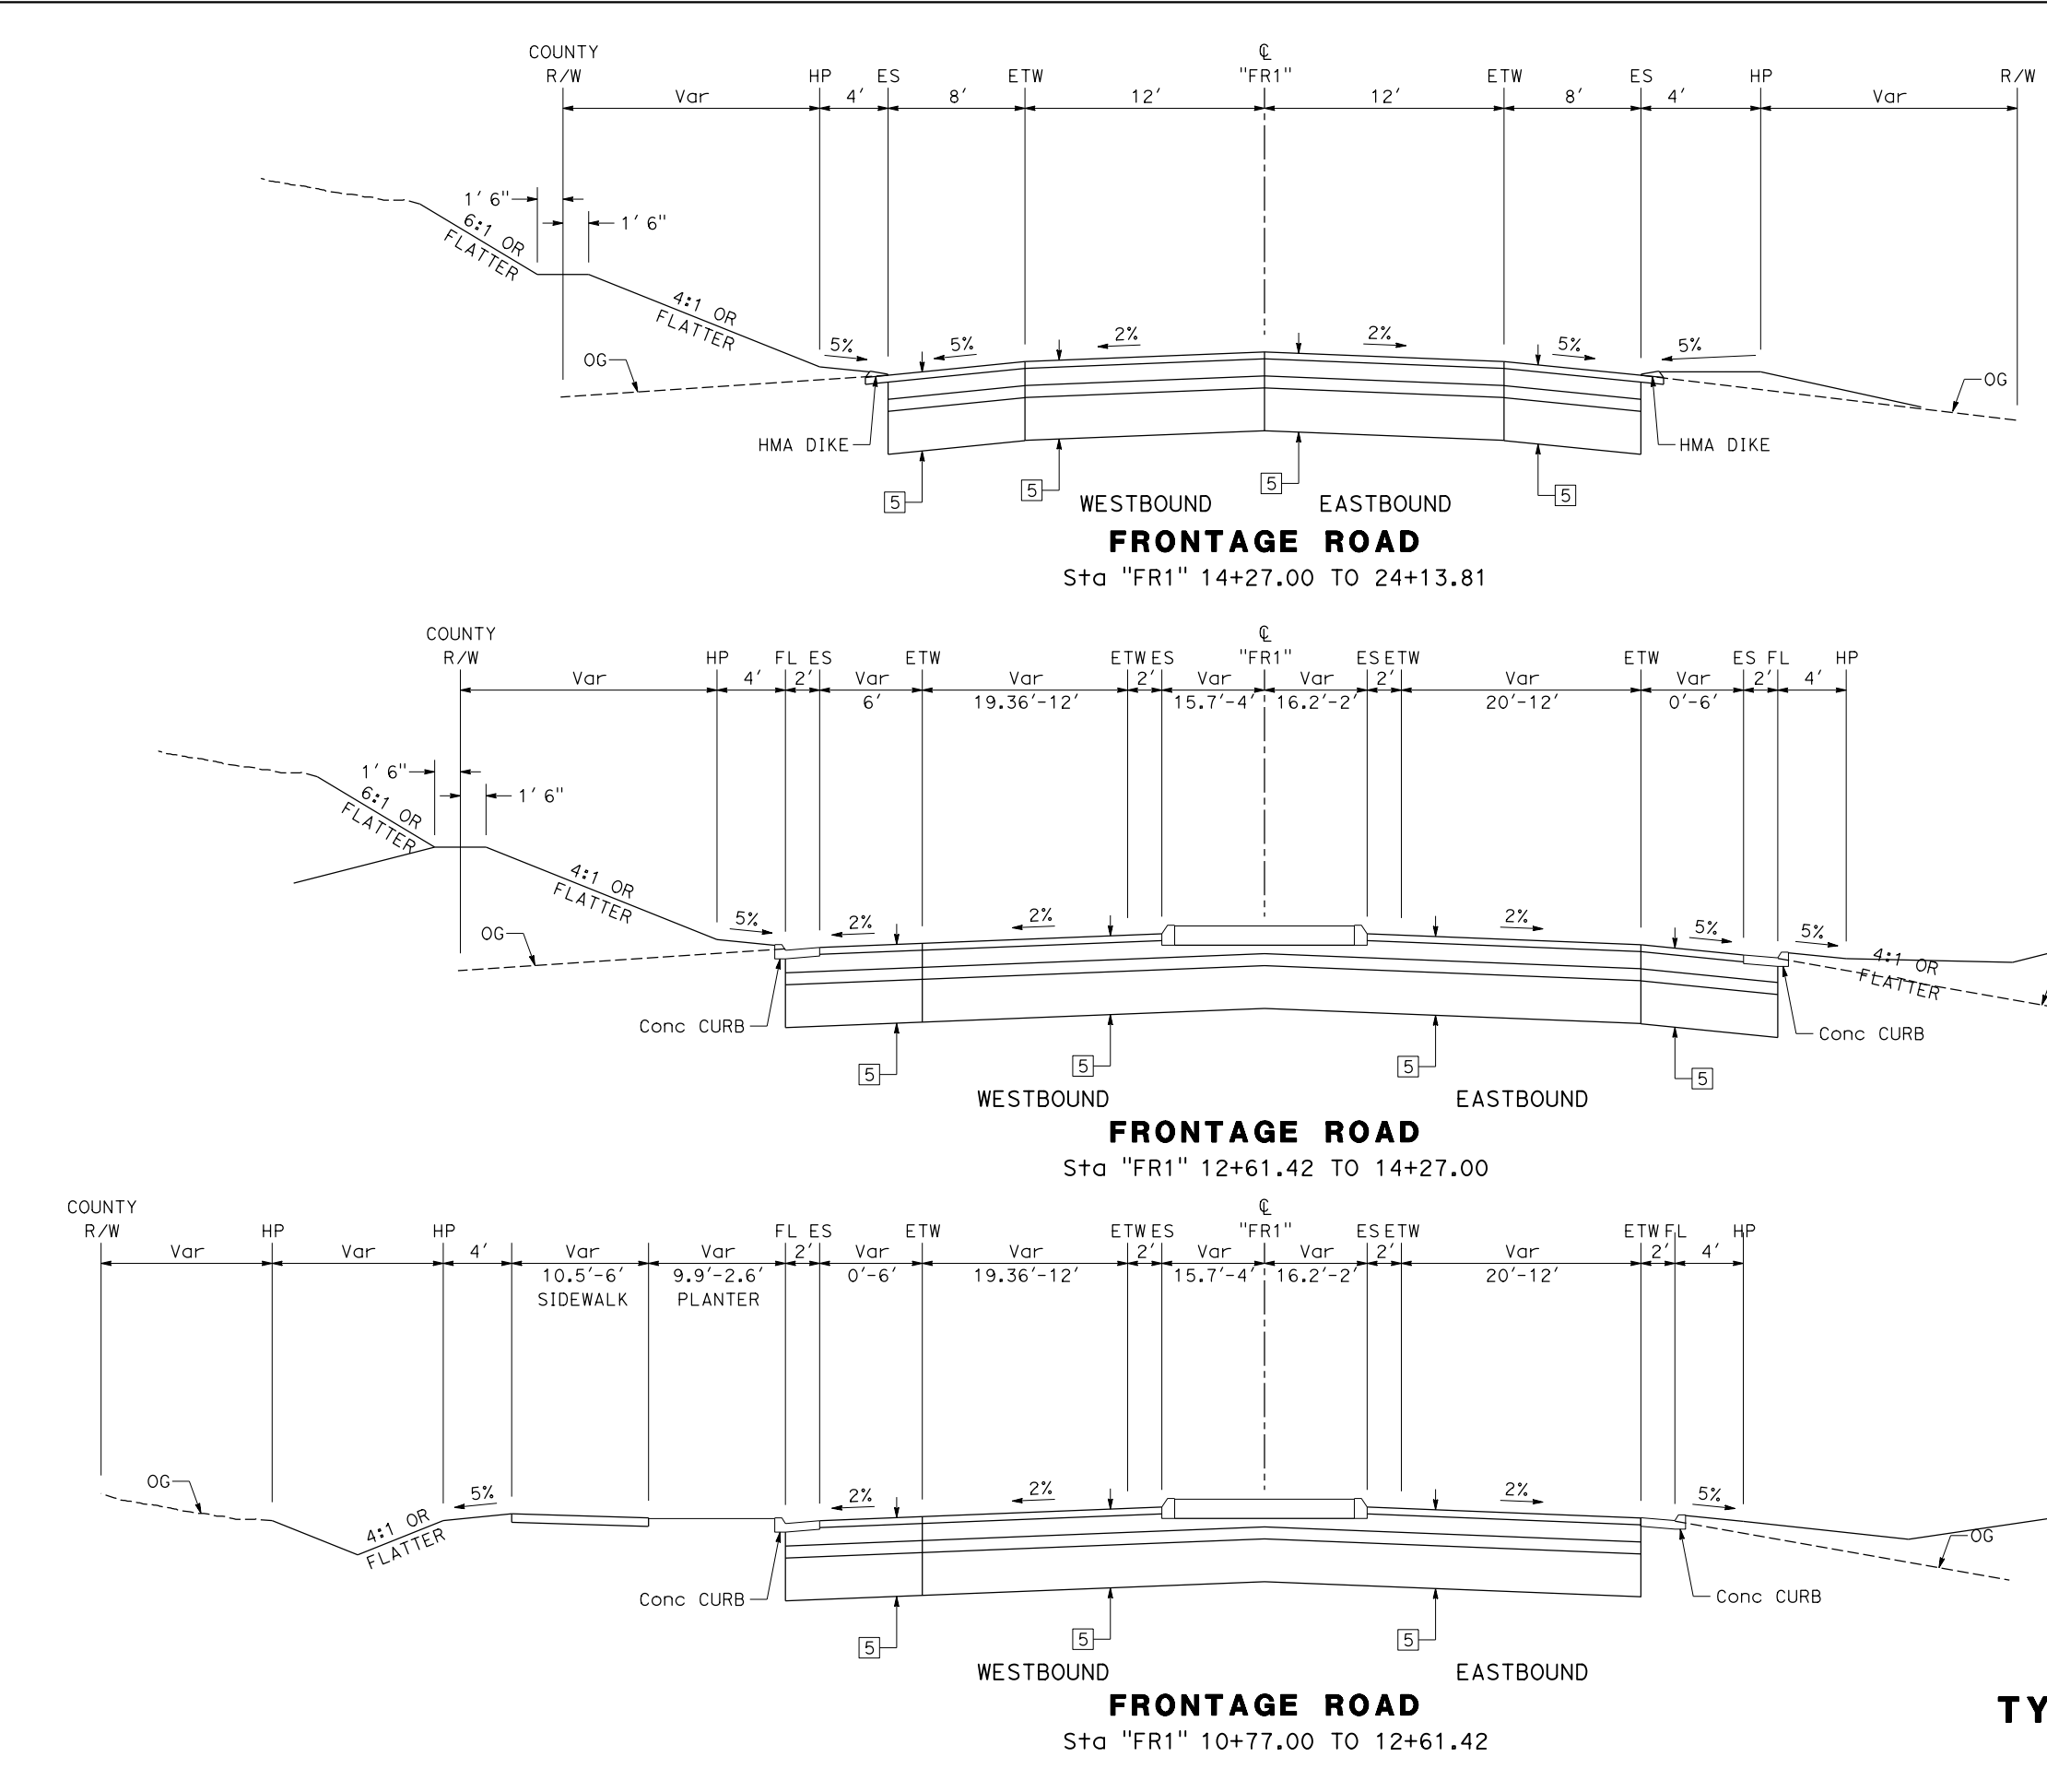 COUNTY
R/W HP ES ETW ℄ "FR1" ETW ES HP R/W
Var 4' 8' 12' 12' 8' 4' Var
1' 6"
1' 6"
6:1 OR
FLATTER
4:1 OR
FLATTER
OG
5% 5% 2% 2% 5% 5%
OG
HMA DIKE
HMA DIKE
5 5 5 5
WESTBOUND EASTBOUND
FRONTAGE ROAD
Sta "FR1" 14+27.00 TO 24+13.81
COUNTY
R/W HP FL ES ETW ETW ES ℄ "FR1" ES ETW ETW ES FL HP
Var 4' 2' Var Var 2' Var Var 2' Var Var 2' 4'
6' 19.36'-12' 15.7'-4' 16.2'-2' 20'-12' 0'-6'
1' 6"
1' 6"
6:1 OR
FLATTER
4:1 OR
FLATTER
OG
5% 2% 2% 2% 5% 5%
4:1 OR
FLATTER
Conc CURB
Conc CURB
5 5 5 5
WESTBOUND EASTBOUND
FRONTAGE ROAD
Sta "FR1" 12+61.42 TO 14+27.00
COUNTY
R/W HP HP FL ES ETW ETW ES ℄ "FR1" ES ETW ETW FL HP
Var Var 4' Var Var 2' Var Var 2' Var Var 2' Var 2' 4'
10.5'-6' 9.9'-2.6' 0'-6' 19.36'-12' 15.7'-4' 16.2'-2' 20'-12'
SIDEWALK PLANTER
OG
5% 2% 2% 2% 5%
4:1 OR
FLATTER
OG
Conc CURB
Conc CURB
5 5 5
WESTBOUND EASTBOUND
FRONTAGE ROAD
Sta "FR1" 10+77.00 TO 12+61.42
TY